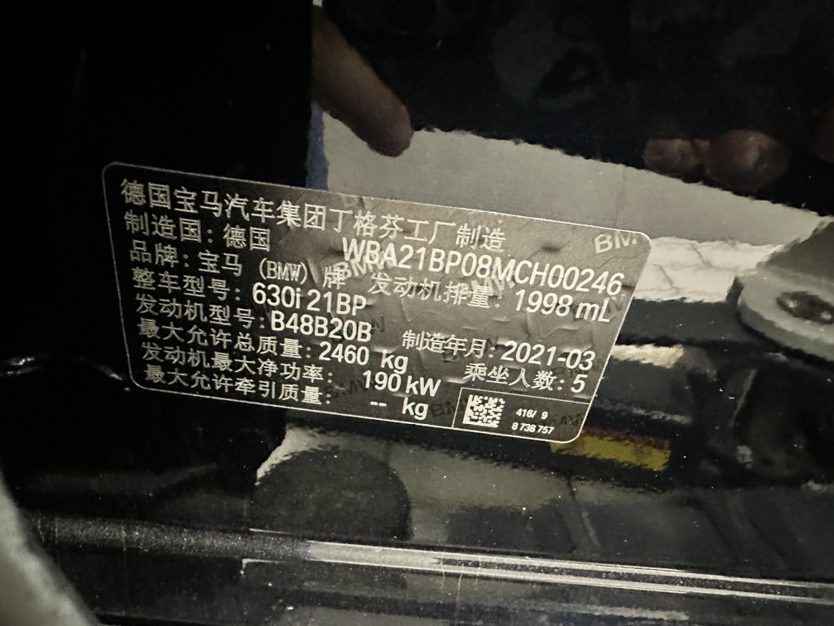 德国宝马汽车集团丁格芬工厂制造
制造国：德国 WBA21BP08MCH00246
品牌：宝马（BMW）牌 发动机排量：1998 mL
整车型号：630i 21BP
发动机型号：B48B20B 制造年月：2021-03
最大允许总质量：2460 kg 乘坐人数：5
发动机最大净功率：190 kW
最大允许牵引质量：-- kg
416/ 9
8 738 757